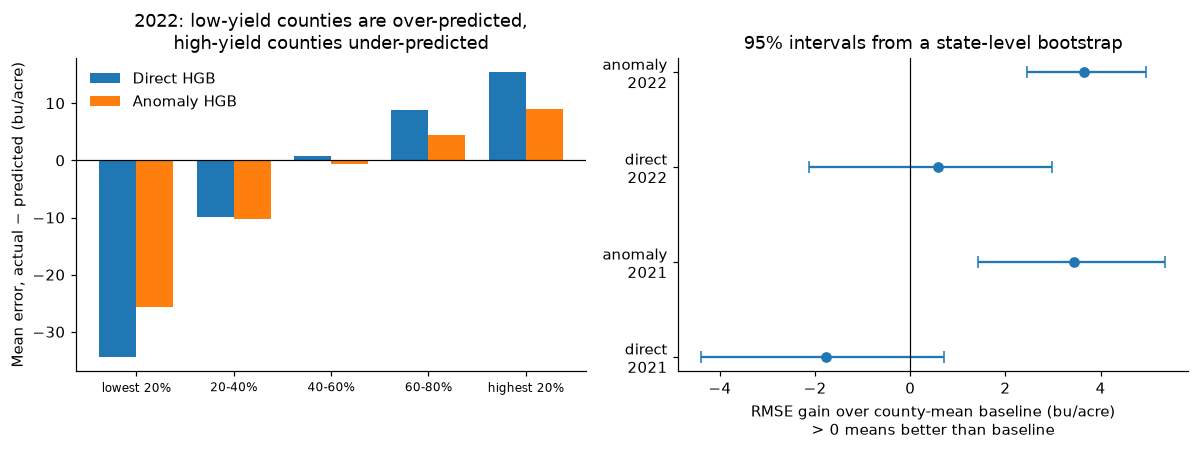 2022: low-yield counties are over-predicted,
high-yield counties under-predicted
Mean error, actual − predicted (bu/acre)
10
0
−10
−20
−30
Direct HGB
Anomaly HGB
lowest 20%
20-40%
40-60%
60-80%
highest 20%
95% intervals from a state-level bootstrap
anomaly
2022
direct
2022
anomaly
2021
direct
2021
−4
−2
0
2
4
RMSE gain over county-mean baseline (bu/acre)
> 0 means better than baseline